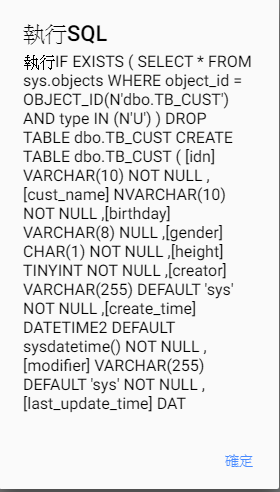 執行SQL
執行IF EXISTS ( SELECT * FROM
sys.objects WHERE object_id =
OBJECT_ID(N'dbo.TB_CUST')
AND type IN (N'U') ) DROP
TABLE dbo.TB_CUST CREATE
TABLE dbo.TB_CUST ( [idn]
VARCHAR(10) NOT NULL ,
[cust_name] NVARCHAR(10)
NOT NULL ,[birthday]
VARCHAR(8) NULL ,[gender]
CHAR(1) NOT NULL ,[height]
TINYINT NOT NULL ,[creator]
VARCHAR(255) DEFAULT 'sys'
NOT NULL ,[create_time]
DATETIME2 DEFAULT
sysdatetime() NOT NULL ,
[modifier] VARCHAR(255)
DEFAULT 'sys' NOT NULL ,
[last_update_time] DAT
確定